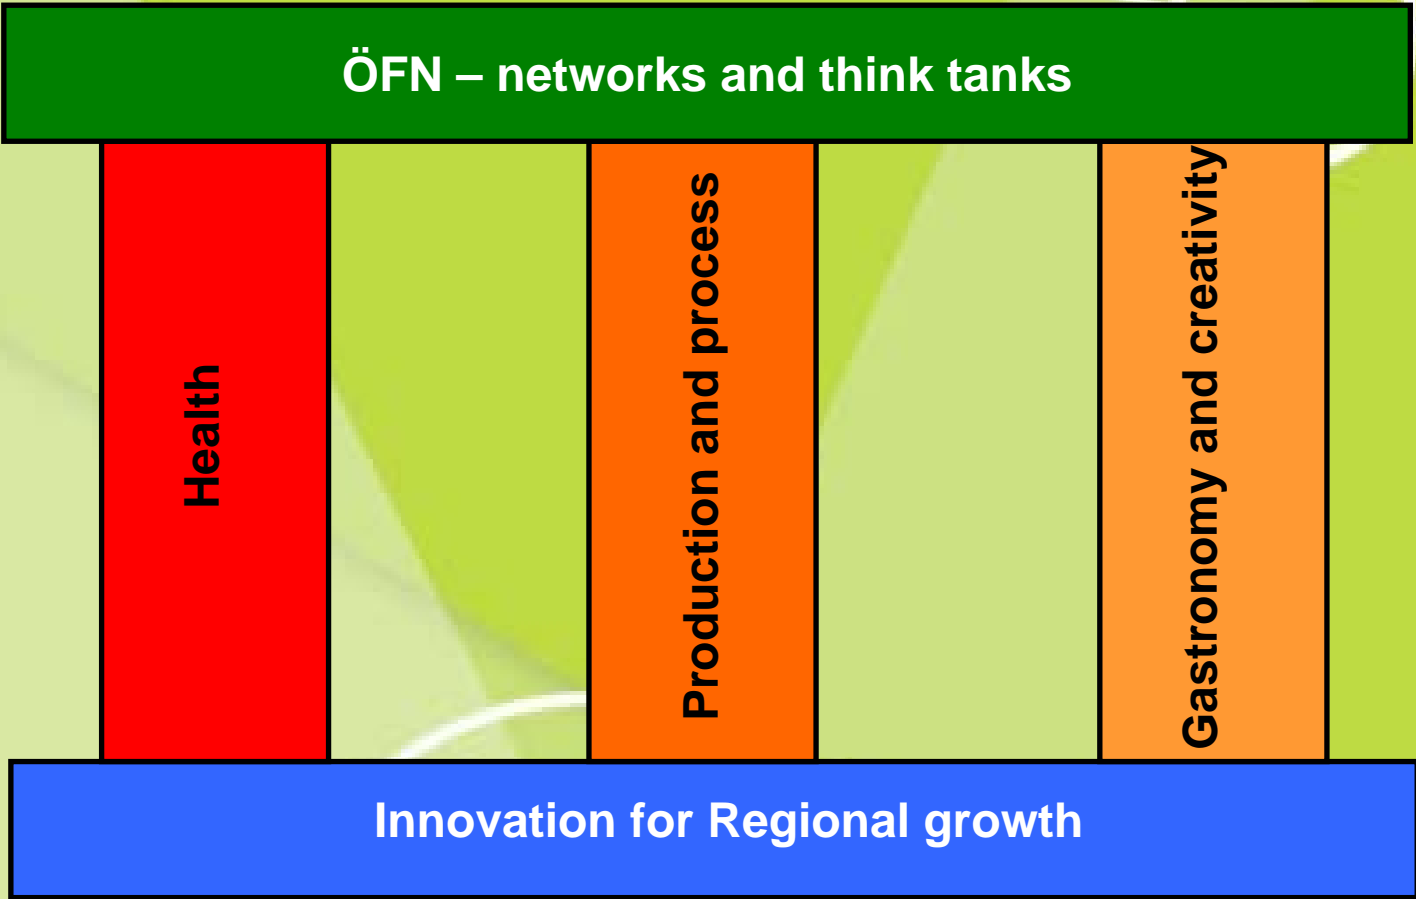 ÖFN – networks and think tanks
Health
Production and process
Gastronomy and creativity
Innovation for Regional growth